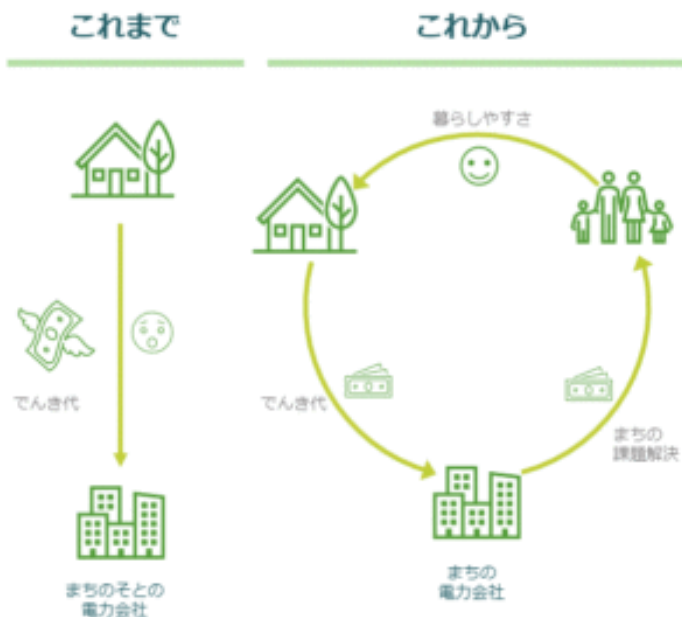 これまで
でんき代
まちのそとの
電力会社
これから
暮らしやすさ
でんき代
まちの
課題解決
まちの
電力会社